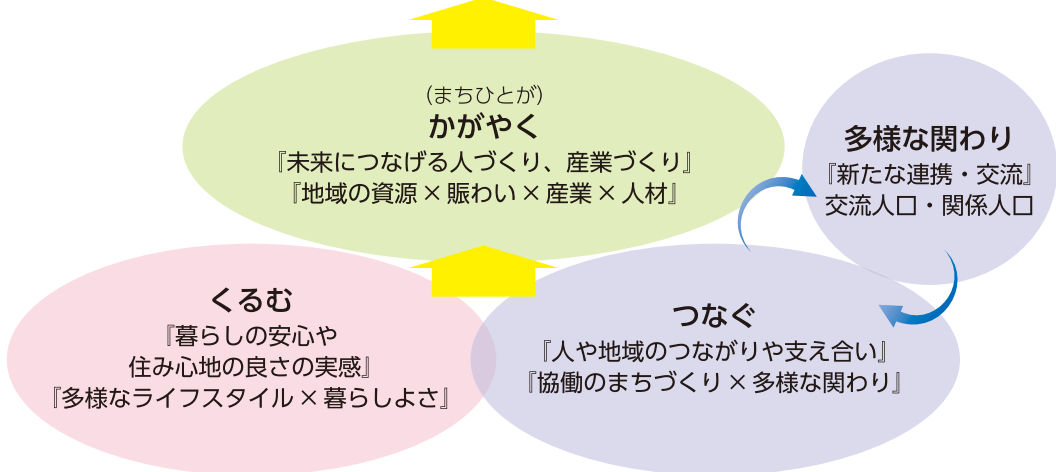 (まちひとが)
かがやく
『未来につなげる人づくり、産業づくり』
『地域の資源×賑わい×産業×人材』
多様な関わり
『新たな連携・交流』
交流人口・関係人口
くるむ
『暮らしの安心や
住み心地の良さの実感』
『多様なライフスタイル×暮らしよさ』
つなぐ
『人や地域のつながりや支え合い』
『協働のまちづくり×多様な関わり』